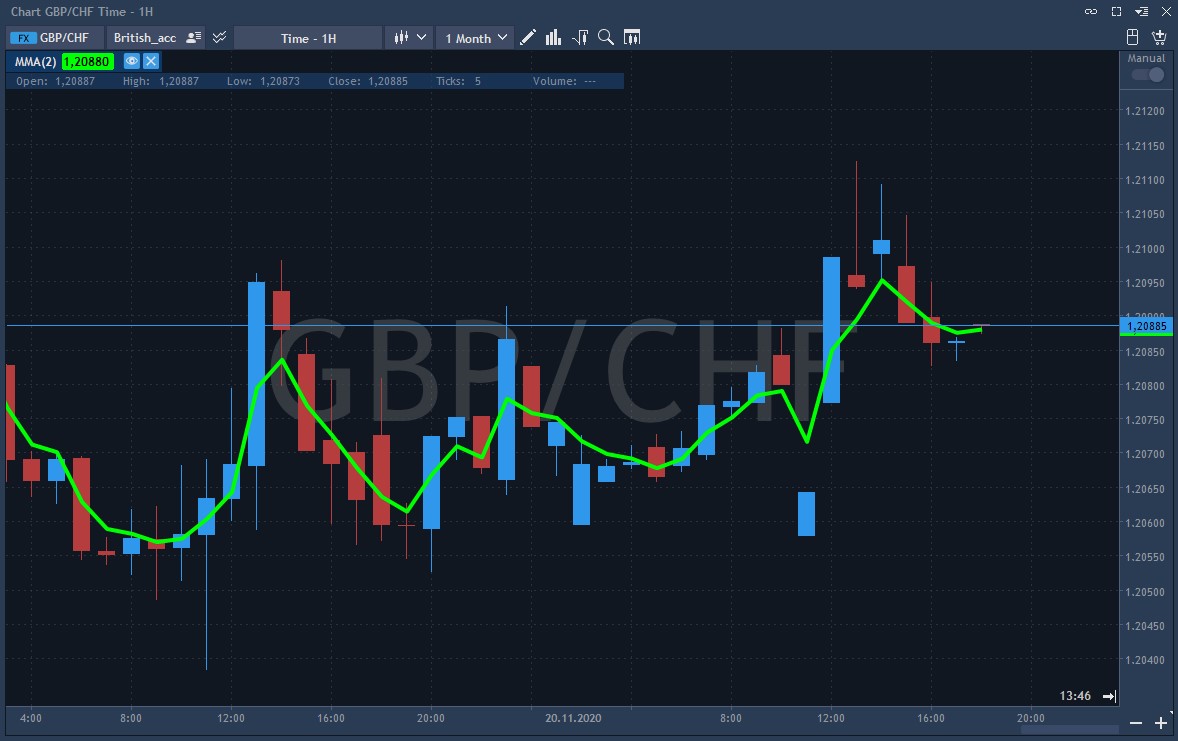 Chart GBP/CHF Time - 1H
FX GBP/CHF British_acc Time - 1H 1 Month
MMA(2) 1,20880
Open: 1,20887 High: 1,20887 Low: 1,20873 Close: 1,20885 Ticks: 5 Volume: ---
Manual
GBP/CHF
1.21200
1.21150
1.21100
1.21050
1.21000
1.20950
1.20900
1,20885
1.20850
1.20800
1.20750
1.20700
1.20650
1.20600
1.20550
1.20500
1.20450
1.20400
13:46
4:00 8:00 12:00 16:00 20:00 20.11.2020 8:00 12:00 16:00 20:00